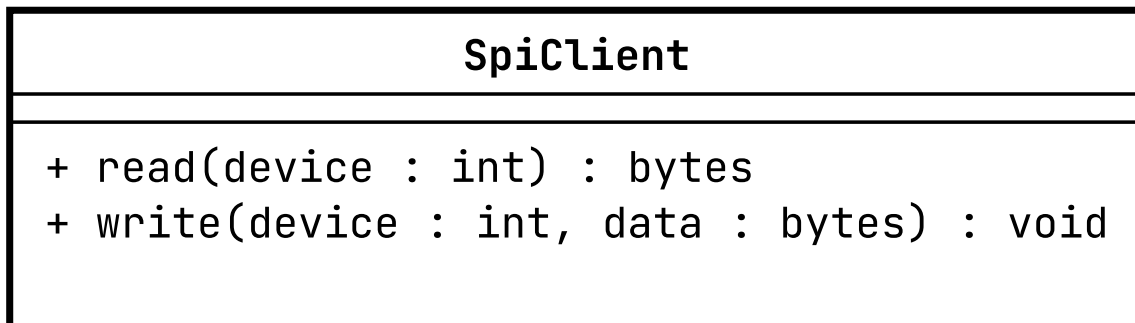 SpiClient
+ read(device : int) : bytes
+ write(device : int, data : bytes) : void